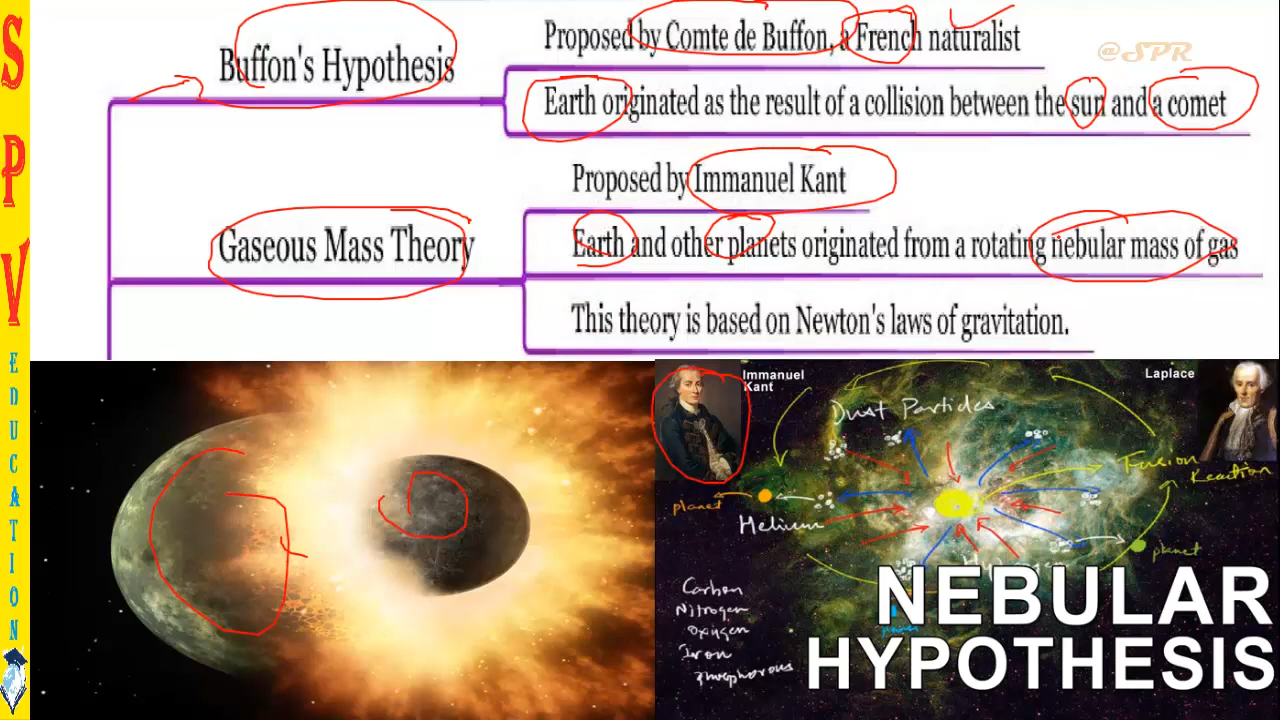 SPV EDUCATION
Buffon's Hypothesis
Proposed by Comte de Buffon, a French naturalist
@SPR
Earth originated as the result of a collision between the sun and a comet
Gaseous Mass Theory
Proposed by Immanuel Kant
Earth and other planets originated from a rotating nebular mass of gas
This theory is based on Newton's laws of gravitation.
Immanuel
Kant
Laplace
Dust Particles
Fusion
Reaction
planet
Helium
planet
Carbon
Nitrogen
Oxygen
Iron
Phosphorous
NEBULAR
HYPOTHESIS